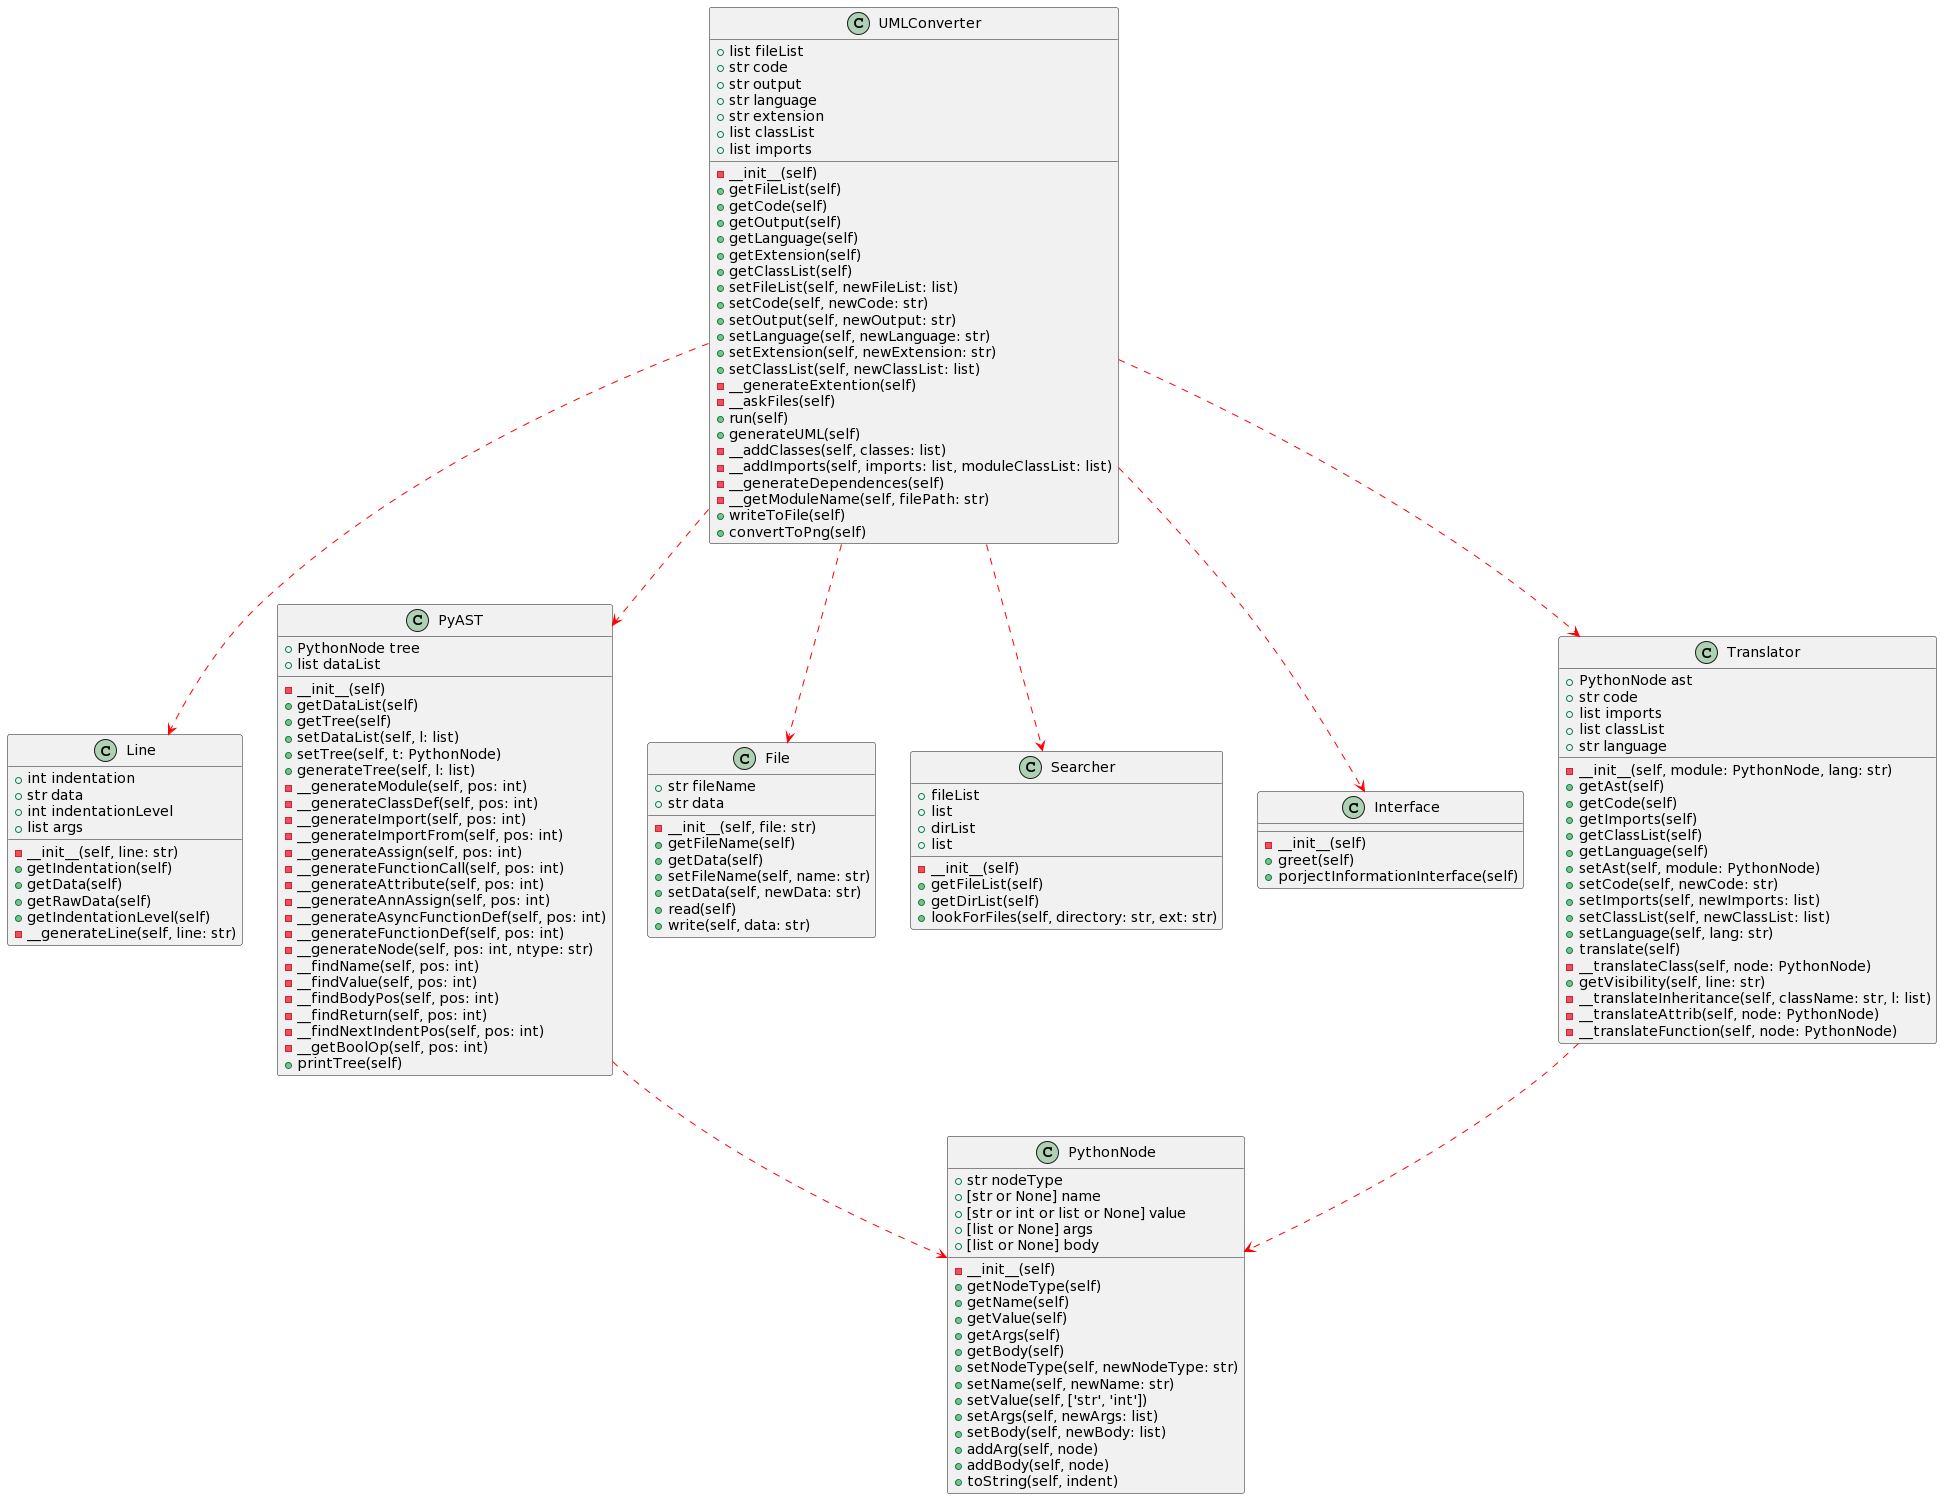 C UMLConverter
list fileList
str code
str output
str language
str extension
list classList
list imports
__init__(self)
getFileList(self)
getCode(self)
getOutput(self)
getLanguage(self)
getExtension(self)
getClassList(self)
setFileList(self, newFileList: list)
setCode(self, newCode: str)
setOutput(self, newOutput: str)
setLanguage(self, newLanguage: str)
setExtension(self, newExtension: str)
setClassList(self, newClassList: list)
__generateExtention(self)
__askFiles(self)
run(self)
generateUML(self)
__addClasses(self, classes: list)
__addImports(self, imports: list, moduleClassList: list)
__generateDependences(self)
__getModuleName(self, filePath: str)
writeToFile(self)
convertToPng(self)
C Line
int indentation
str data
int indentationLevel
list args
__init__(self, line: str)
getIndentation(self)
getData(self)
getRawData(self)
getIndentationLevel(self)
__generateLine(self, line: str)
C PyAST
PythonNode tree
list dataList
__init__(self)
getDataList(self)
getTree(self)
setDataList(self, l: list)
setTree(self, t: PythonNode)
generateTree(self, l: list)
__generateModule(self, pos: int)
__generateClassDef(self, pos: int)
__generateImport(self, pos: int)
__generateImportFrom(self, pos: int)
__generateAssign(self, pos: int)
__generateFunctionCall(self, pos: int)
__generateAttribute(self, pos: int)
__generateAnnAssign(self, pos: int)
__generateAsyncFunctionDef(self, pos: int)
__generateFunctionDef(self, pos: int)
__generateNode(self, pos: int, ntype: str)
__findName(self, pos: int)
__findValue(self, pos: int)
__findBodyPos(self, pos: int)
__findReturn(self, pos: int)
__findNextIndentPos(self, pos: int)
__getBoolOp(self, pos: int)
printTree(self)
C File
str fileName
str data
__init__(self, file: str)
getFileName(self)
getData(self)
setFileName(self, name: str)
setData(self, newData: str)
read(self)
write(self, data: str)
C Searcher
fileList
list
dirList
list
__init__(self)
getFileList(self)
getDirList(self)
lookForFiles(self, directory: str, ext: str)
C Interface
__init__(self)
greet(self)
porjectInformationInterface(self)
C Translator
PythonNode ast
str code
list imports
list classList
str language
__init__(self, module: PythonNode, lang: str)
getAst(self)
getCode(self)
getImports(self)
getClassList(self)
getLanguage(self)
setAst(self, module: PythonNode)
setCode(self, newCode: str)
setImports(self, newImports: list)
setClassList(self, newClassList: list)
setLanguage(self, lang: str)
translate(self)
__translateClass(self, node: PythonNode)
getVisibility(self, line: str)
__translateInheritance(self, className: str, l: list)
__translateAttrib(self, node: PythonNode)
__translateFunction(self, node: PythonNode)
C PythonNode
str nodeType
[str or None] name
[str or int or list or None] value
[list or None] args
[list or None] body
__init__(self)
getNodeType(self)
getName(self)
getValue(self)
getArgs(self)
getBody(self)
setNodeType(self, newNodeType: str)
setName(self, newName: str)
setValue(self, ['str', 'int'])
setArgs(self, newArgs: list)
setBody(self, newBody: list)
addArg(self, node)
addBody(self, node)
toString(self, indent)